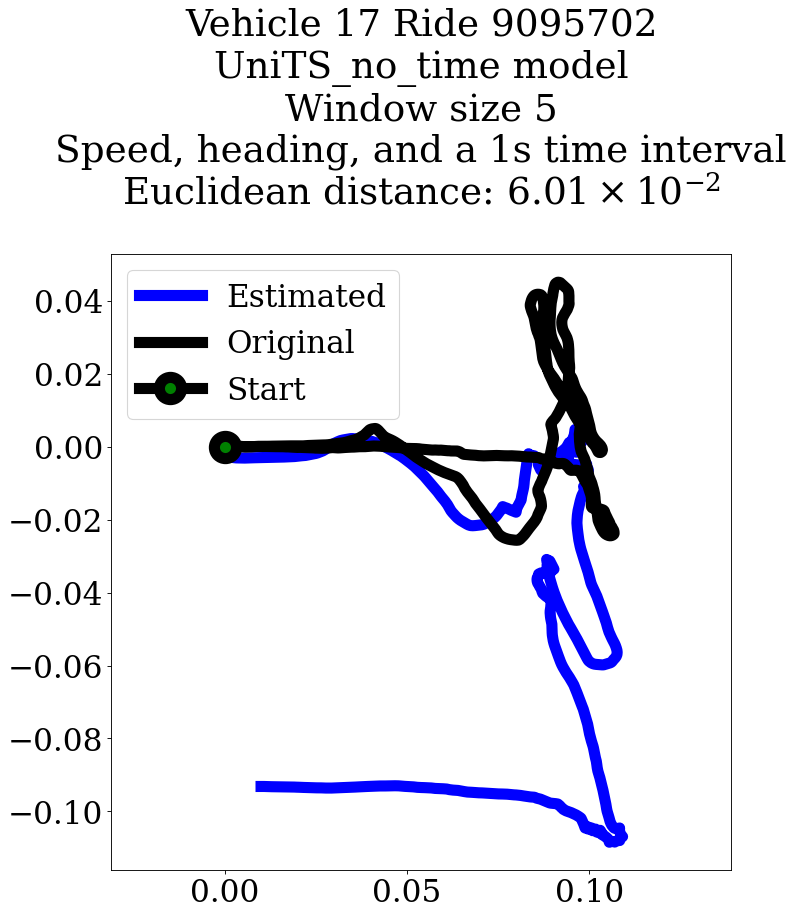 Vehicle 17 Ride 9095702
UniTS_no_time model
Window size 5
Speed, heading, and a 1s time interval
Euclidean distance: 6.01 × 10⁻²
Estimated
Original
Start
0.04
0.02
0.00
−0.02
−0.04
−0.06
−0.08
−0.10
0.00 0.05 0.10